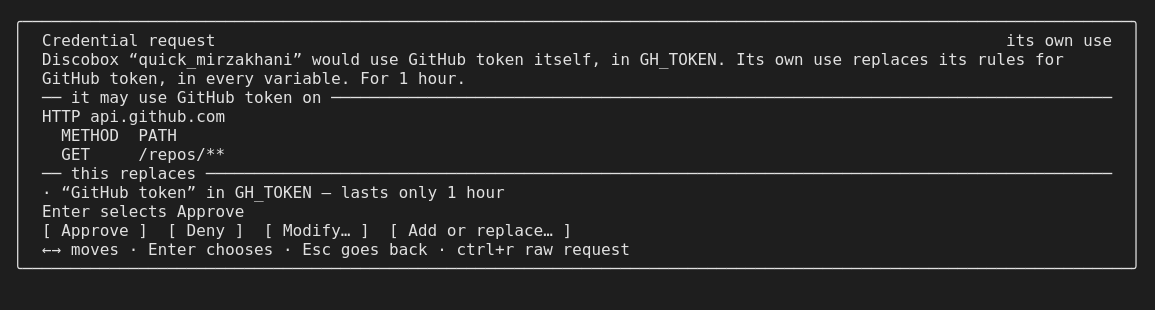 Credential request its own use
Discobox “quick_mirzakhani” would use GitHub token itself, in GH_TOKEN. Its own use replaces its rules for
GitHub token, in every variable. For 1 hour.
── it may use GitHub token on ──
HTTP api.github.com
METHOD PATH
GET /repos/**
── this replaces ──
· “GitHub token” in GH_TOKEN — lasts only 1 hour
Enter selects Approve
[ Approve ] [ Deny ] [ Modify… ] [ Add or replace… ]
←→ moves · Enter chooses · Esc goes back · ctrl+r raw request